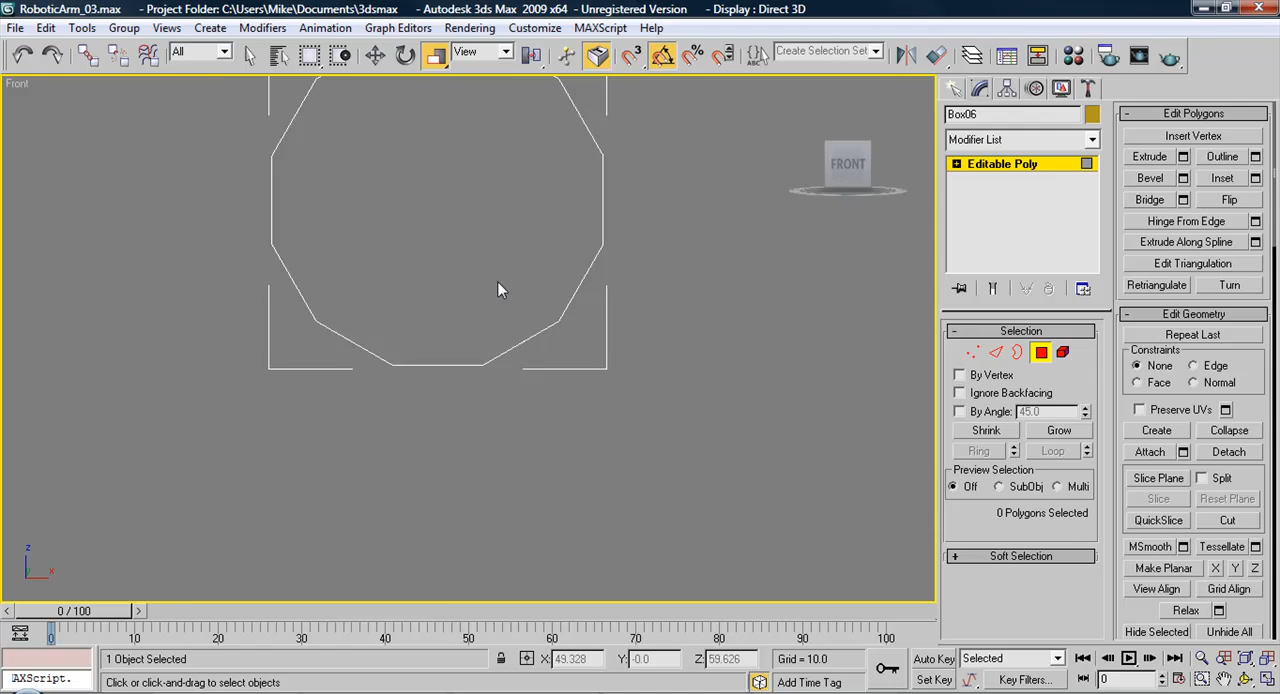 RoboticArm_03.max - Project Folder: C:\Users\Mike\Documents\3dsmax - Autodesk 3ds Max 2009 x64 - Unregistered Version - Display : Direct 3D
File Edit Tools Group Views Create Modifiers Animation Graph Editors Rendering Customize MAXScript Help
All View 3 % ABC Create Selection Set
Front
FRONT
z
x
Box06
Modifier List
Editable Poly
Selection
By Vertex
Ignore Backfacing
By Angle: 45.0
Shrink Grow
Ring Loop
Preview Selection
Off SubObj Multi
0 Polygons Selected
Soft Selection
Edit Polygons
Insert Vertex
Extrude Outline
Bevel Inset
Bridge Flip
Hinge From Edge
Extrude Along Spline
Edit Triangulation
Retriangulate Turn
Edit Geometry
Repeat Last
Constraints
None Edge
Face Normal
Preserve UVs
Create Collapse
Attach Detach
Slice Plane Split
Slice Reset Plane
QuickSlice Cut
MSmooth Tessellate
Make Planar X Y Z
View Align Grid Align
Relax
Hide Selected Unhide All
0 / 100
0 10 20 30 40 50 60 70 80 90 100
1 Object Selected X: 49.328 Y: -0.0 Z: 59.626 Grid = 10.0 Auto Key Selected
AXScript. Click or click-and-drag to select objects Add Time Tag Set Key Key Filters... 0